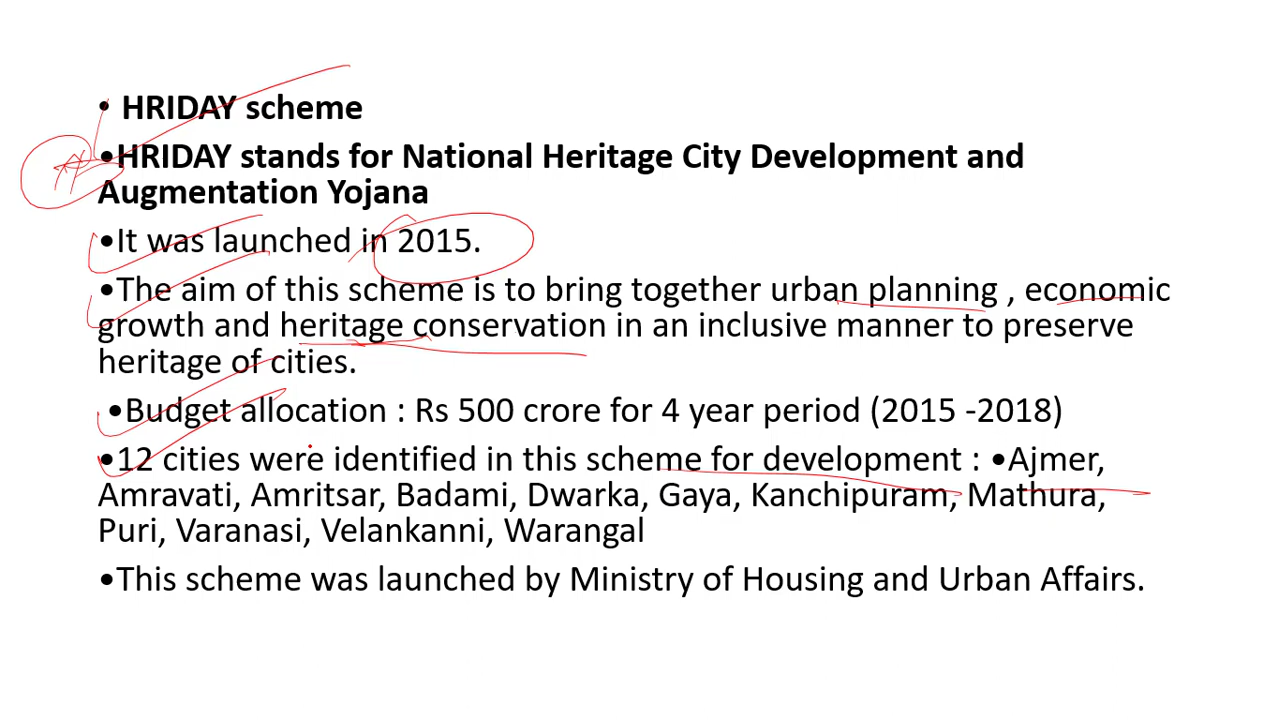 • HRIDAY scheme
•HRIDAY stands for National Heritage City Development and
Augmentation Yojana
•It was launched in 2015.
•The aim of this scheme is to bring together urban planning , economic
growth and heritage conservation in an inclusive manner to preserve
heritage of cities.
•Budget allocation : Rs 500 crore for 4 year period (2015 -2018)
•12 cities were identified in this scheme for development : •Ajmer,
Amravati, Amritsar, Badami, Dwarka, Gaya, Kanchipuram, Mathura,
Puri, Varanasi, Velankanni, Warangal
•This scheme was launched by Ministry of Housing and Urban Affairs.